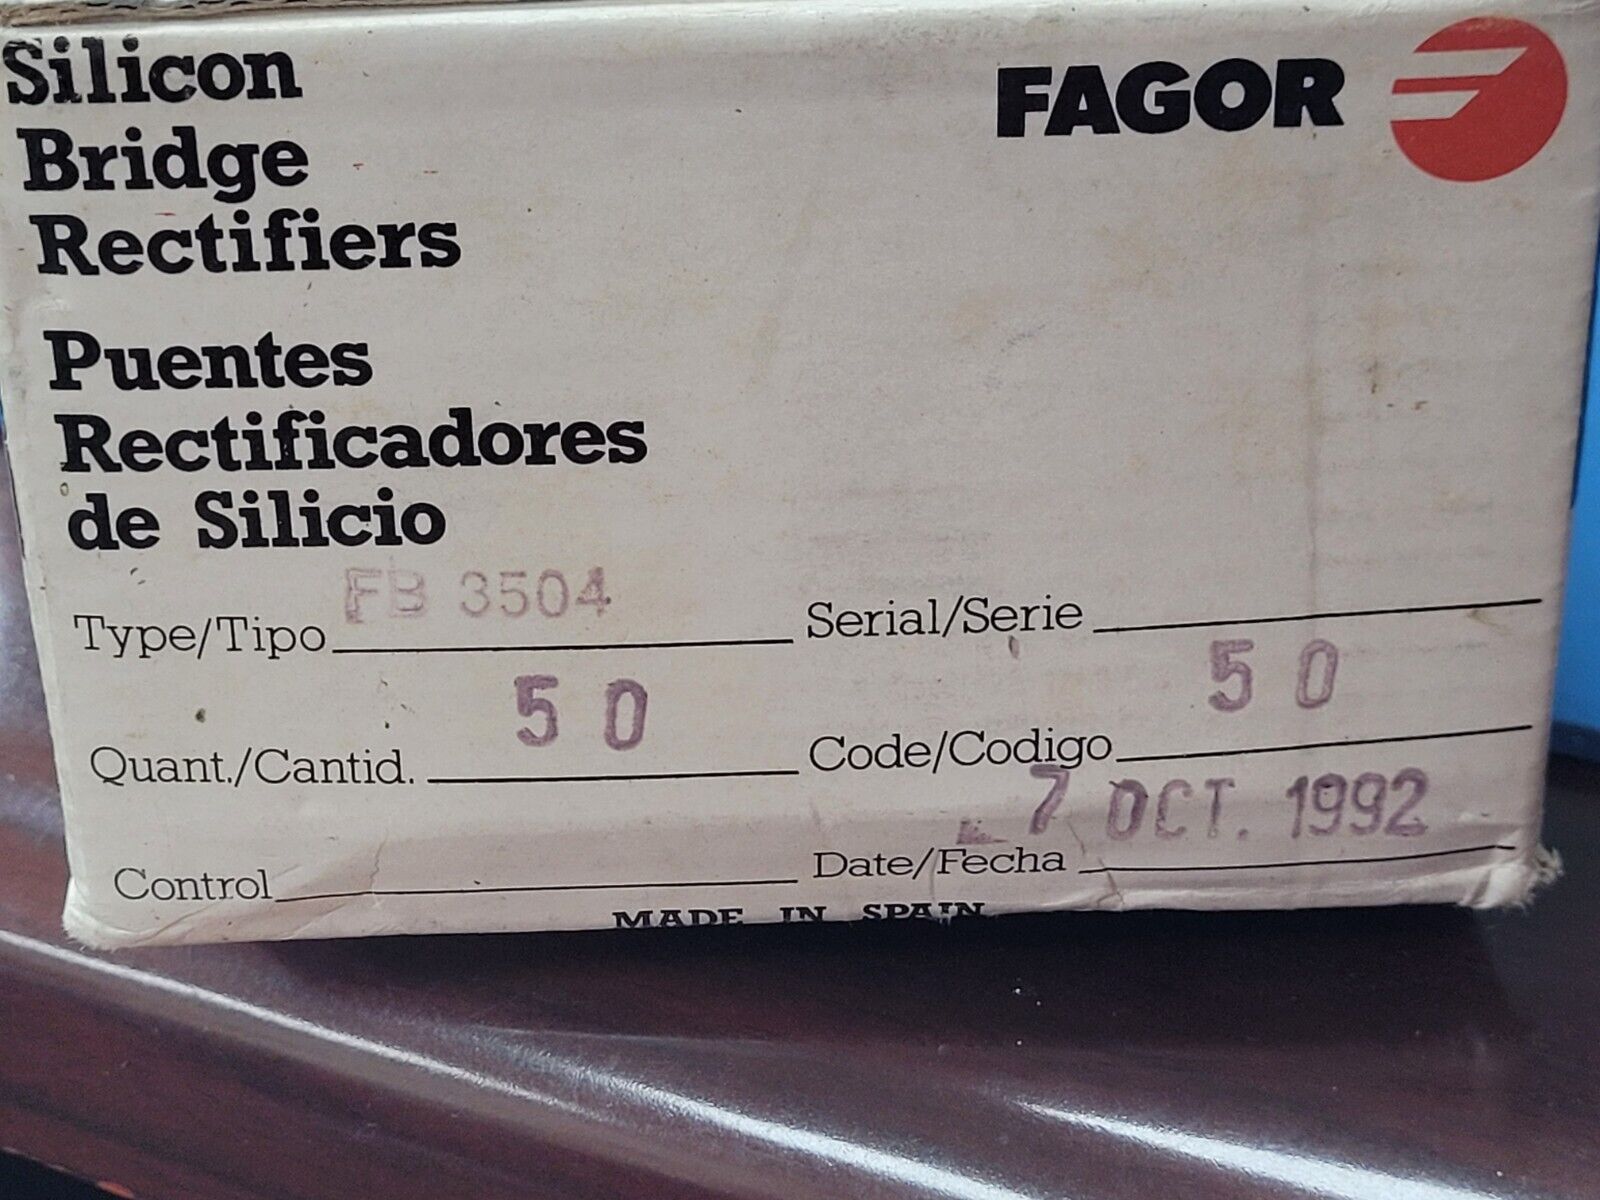 Silicon
Bridge
Rectifiers
FAGOR
Puentes
Rectificadores
de Silicio
Type/Tipo FB 3504
Serial/Serie
Quant./Cantid. 50
Code/Codigo 50
Control
Date/Fecha 7 OCT. 1992
MADE IN SPAIN